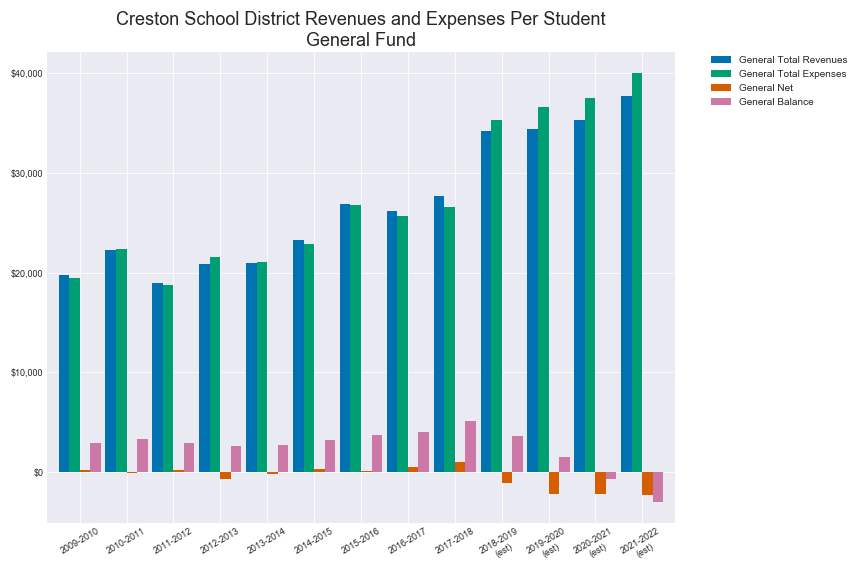 Creston School District Revenues and Expenses Per Student
General Fund
General Total Revenues
General Total Expenses
General Net
General Balance
$40,000
$30,000
$20,000
$10,000
$0
2009-2010
2010-2011
2011-2012
2012-2013
2013-2014
2014-2015
2015-2016
2016-2017
2017-2018
2018-2019
(est)
2019-2020
(est)
2020-2021
(est)
2021-2022
(est)